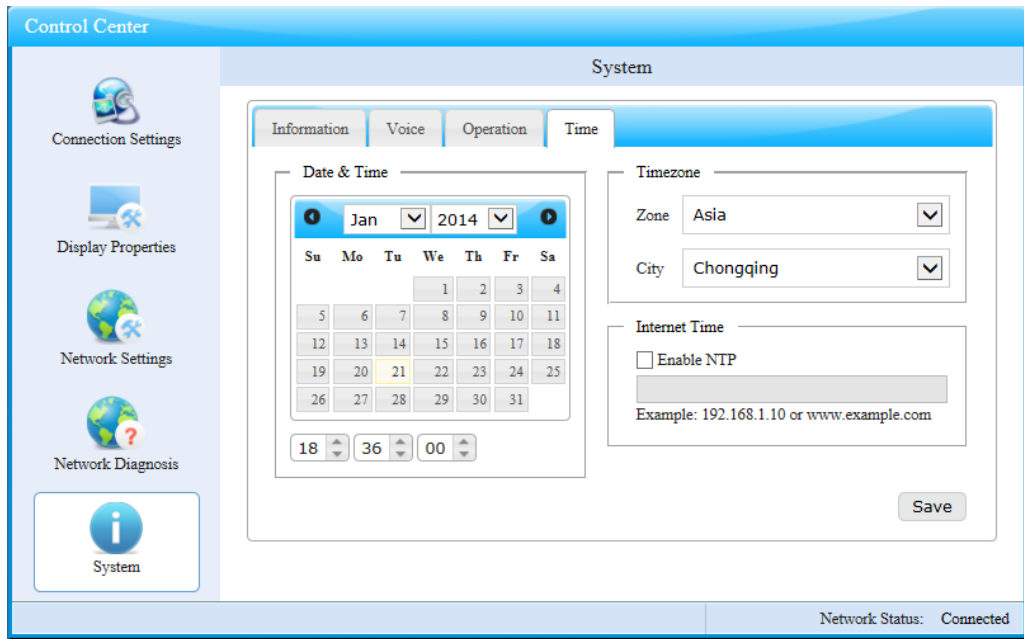 Control Center
System
Connection Settings
Display Properties
Network Settings
Network Diagnosis
System
Information Voice Operation Time
Date & Time
Jan 2014
Su Mo Tu We Th Fr Sa
1 2 3 4
5 6 7 8 9 10 11
12 13 14 15 16 17 18
19 20 21 22 23 24 25
26 27 28 29 30 31
18 36 00
Timezone
Zone Asia
City Chongqing
Internet Time
Enable NTP
Example: 192.168.1.10 or www.example.com
Save
Network Status: Connected